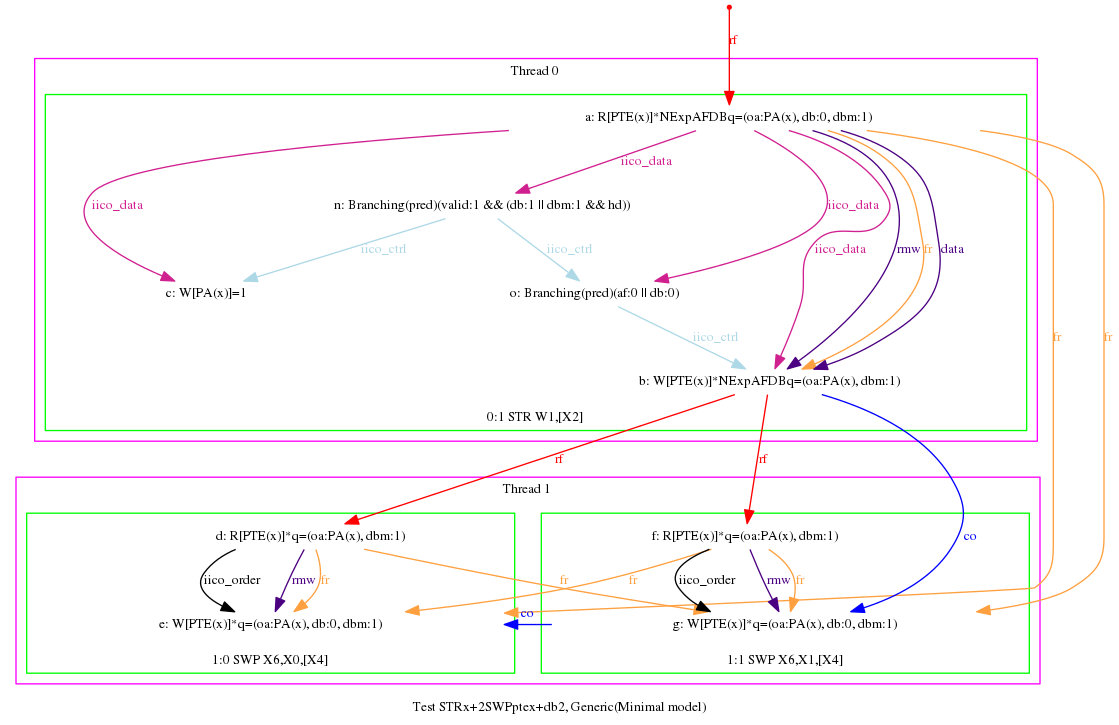 rf
Thread 0
a: R[PTE(x)]*NExpAFDBq=(oa:PA(x), db:0, dbm:1)
iico_data
iico_data
n: Branching(pred)(valid:1 && (db:1 || dbm:1 && hd))
iico_data
iico_ctrl
iico_ctrl
iico_data
rmw
fr
data
c: W[PA(x)]=1
o: Branching(pred)(af:0 || db:0)
iico_ctrl
fr
fr
b: W[PTE(x)]*NExpAFDBq=(oa:PA(x), dbm:1)
0:1 STR W1,[X2]
rf
rf
Thread 1
d: R[PTE(x)]*q=(oa:PA(x), dbm:1)
f: R[PTE(x)]*q=(oa:PA(x), dbm:1)
co
iico_order
rmw
fr
fr
fr
iico_order
rmw
fr
co
e: W[PTE(x)]*q=(oa:PA(x), db:0, dbm:1)
g: W[PTE(x)]*q=(oa:PA(x), db:0, dbm:1)
1:0 SWP X6,X0,[X4]
1:1 SWP X6,X1,[X4]
Test STRx+2SWPptex+db2, Generic(Minimal model)